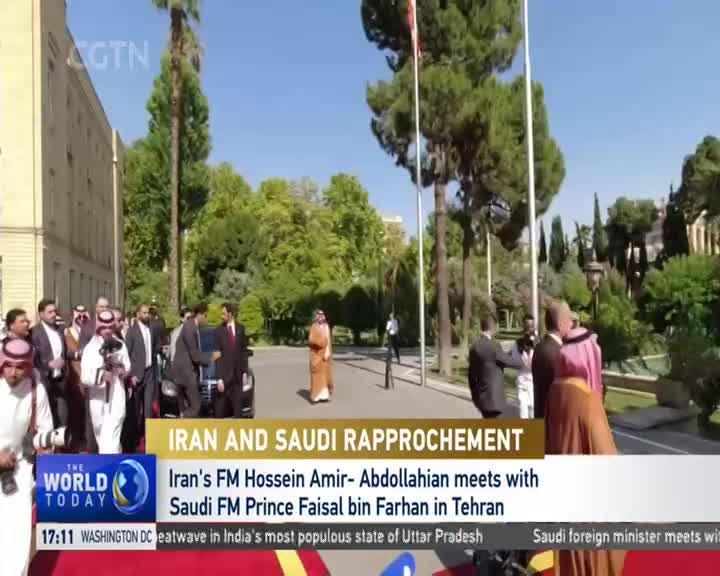 CGTN
IRAN AND SAUDI RAPPROCHEMENT
Iran's FM Hossein Amir- Abdollahian meets with
Saudi FM Prince Faisal bin Farhan in Tehran
THE
WORLD
TODAY
17:11 WASHINGTON DC
eatwave in India's most populous state of Uttar Pradesh Saudi foreign minister meets wi